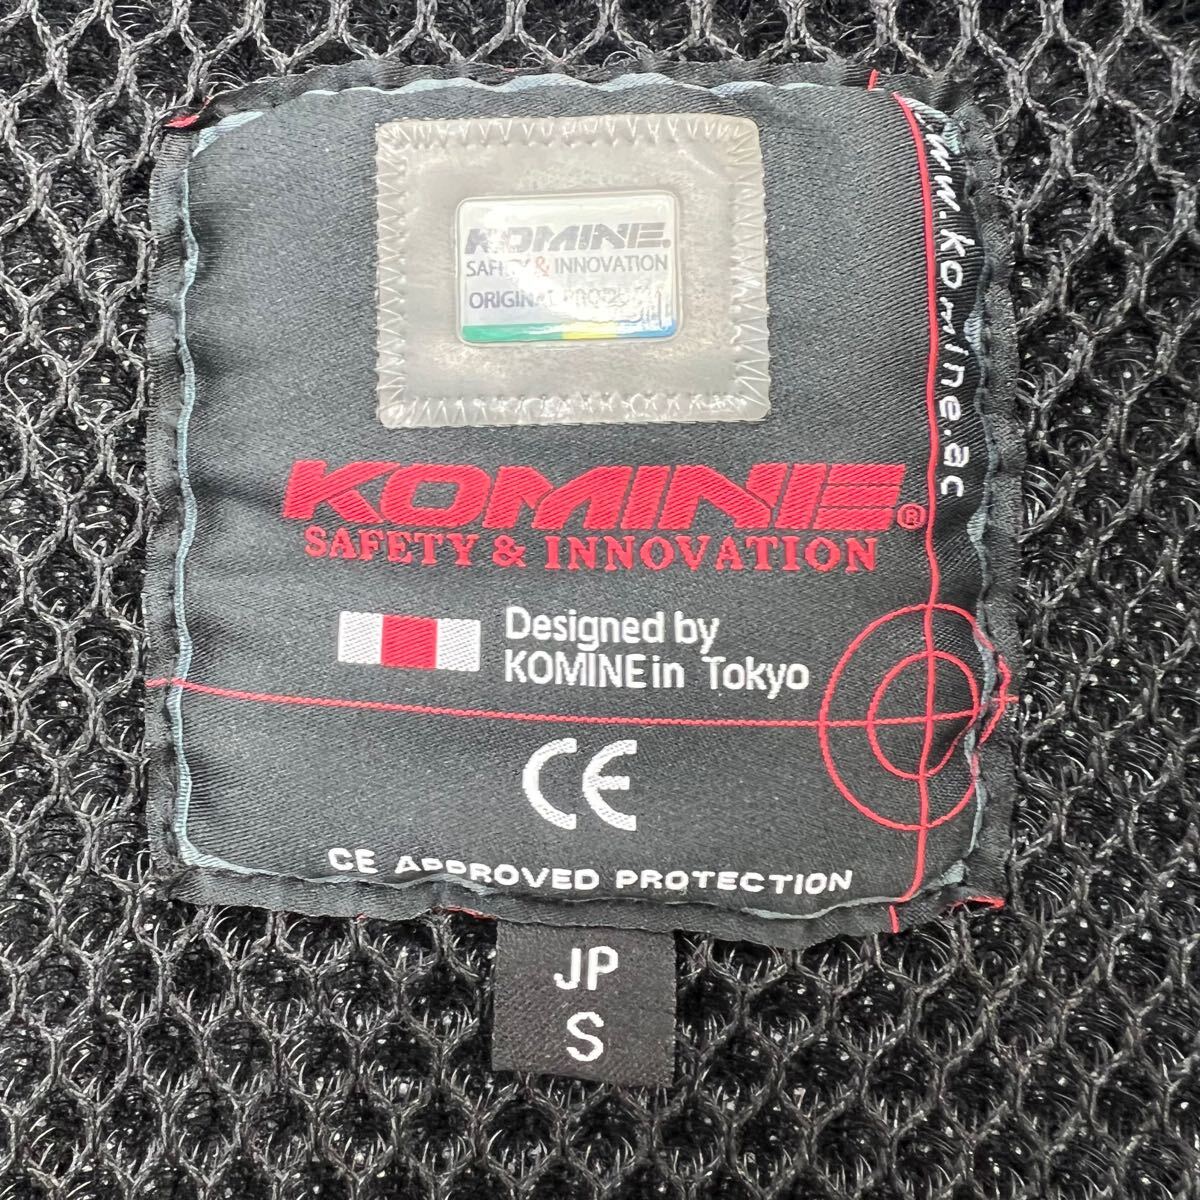 KOMINE®
SAFETY & INNOVATION
ORIGINAL
KOMINE®
SAFETY & INNOVATION
Designed by
KOMINE in Tokyo
CE
CE APPROVED PROTECTION
www.komine.ac
JP
S